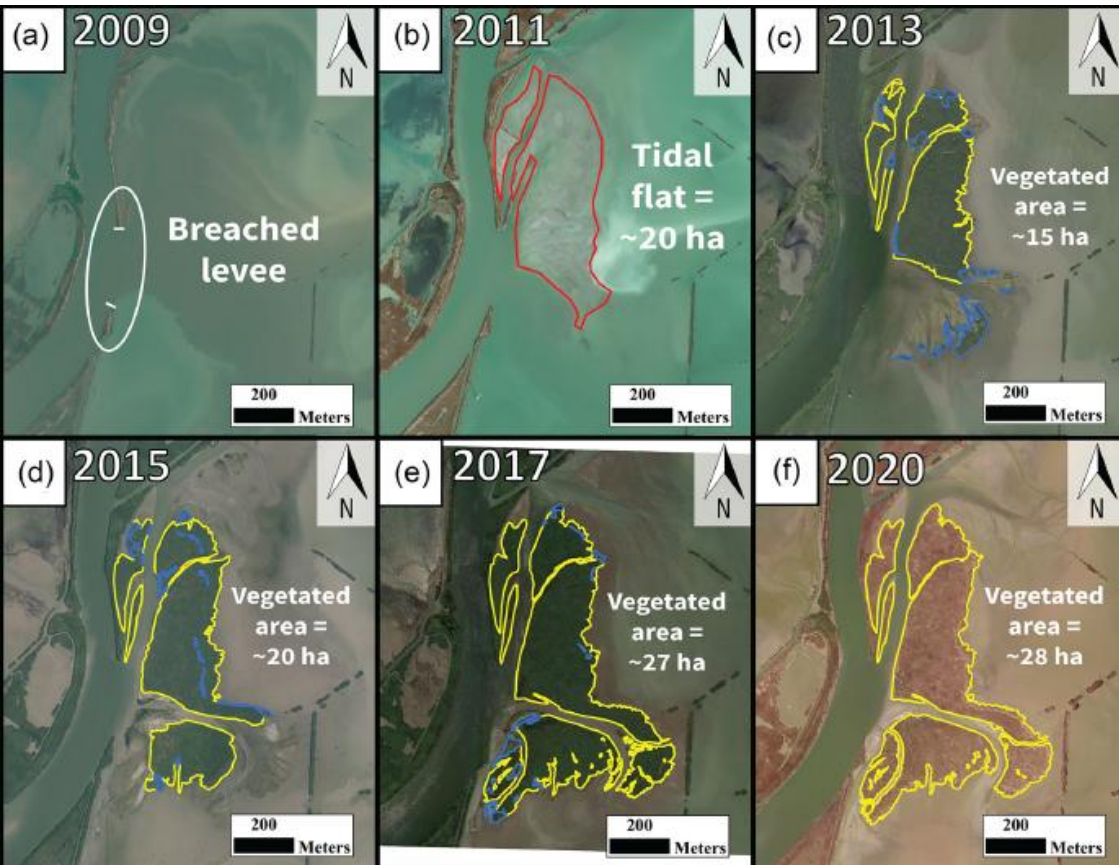 (a) 2009
N
Breached
levee
200
Meters
(b) 2011
N
Tidal
flat =
~20 ha
200
Meters
(c) 2013
N
Vegetated
area =
~15 ha
200
Meters
(d) 2015
N
Vegetated
area =
~20 ha
200
Meters
(e) 2017
N
Vegetated
area =
~27 ha
200
Meters
(f) 2020
N
Vegetated
area =
~28 ha
200
Meters